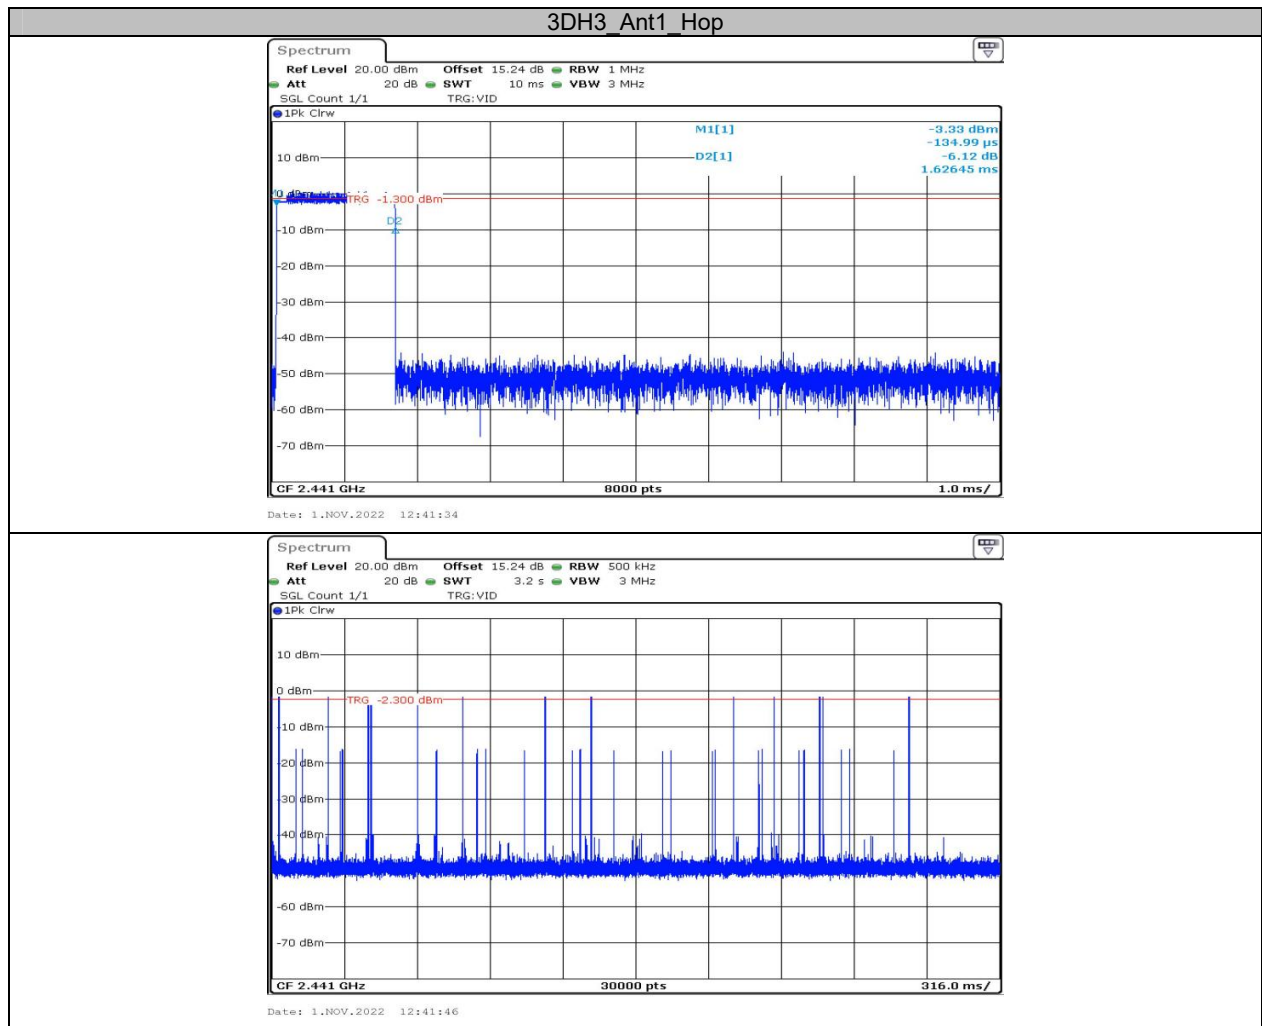 3DH3_Ant1_Hop
Spectrum
Ref Level 20.00 dBm Offset 15.24 dB RBW 1 MHz
Att 20 dB SWT 10 ms VBW 3 MHz
SGL Count 1/1 TRG:VID
1Pk Clrw
M1[1] -3.33 dBm
-134.99 µs
10 dBm D2[1] -6.12 dB
1.62645 ms
0 dBm
TRG -1.300 dBm
D2
-10 dBm
-20 dBm
-30 dBm
-40 dBm
-50 dBm
-60 dBm
-70 dBm
CF 2.441 GHz 8000 pts 1.0 ms/
Date: 1.NOV.2022 12:41:34
Spectrum
Ref Level 20.00 dBm Offset 15.24 dB RBW 500 kHz
Att 20 dB SWT 3.2 s VBW 3 MHz
SGL Count 1/1 TRG:VID
1Pk Clrw
10 dBm
0 dBm
TRG -2.300 dBm
-10 dBm
-20 dBm
-30 dBm
-40 dBm
-60 dBm
-70 dBm
CF 2.441 GHz 30000 pts 316.0 ms/
Date: 1.NOV.2022 12:41:46